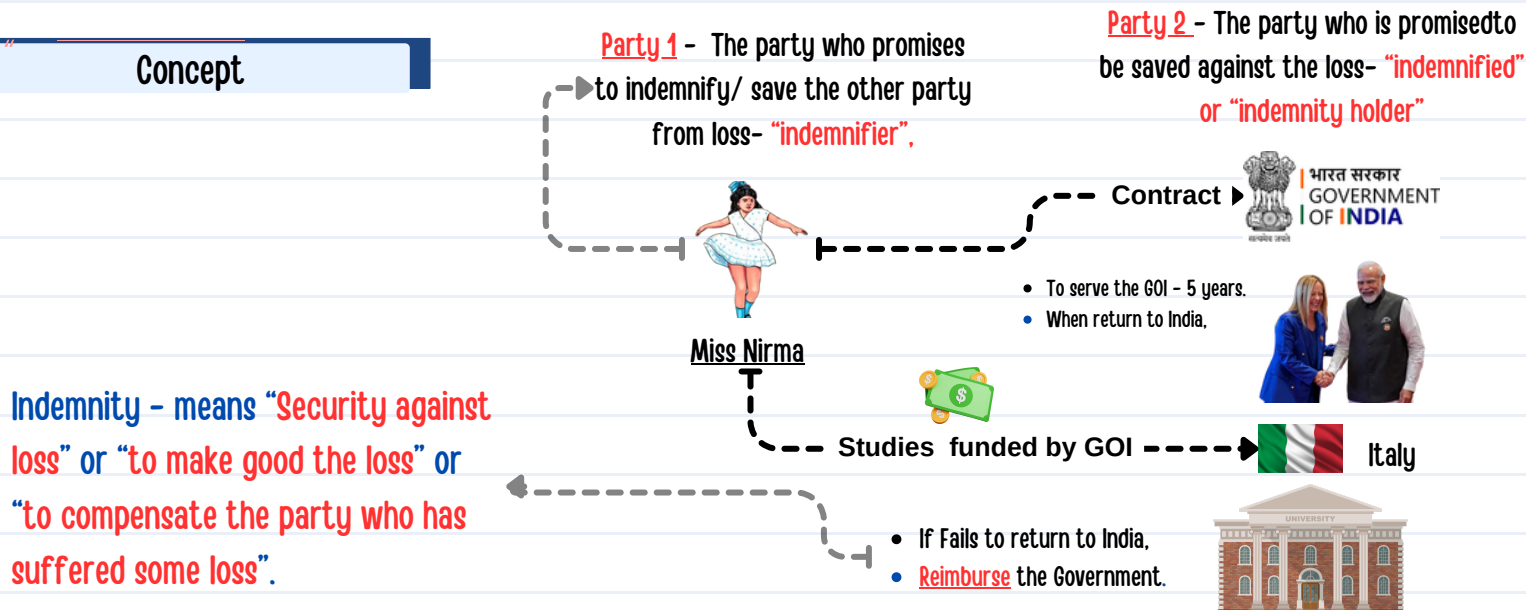 Concept
Party 1 - The party who promises
to indemnify/ save the other party
from loss- “indemnifier”,
Party 2 - The party who is promisedto
be saved against the loss- “indemnified”
or “indemnity holder”
Contract
भारत सरकार
GOVERNMENT
OF INDIA
सत्यमेव जयते
• To serve the GOI - 5 years.
• When return to India,
Miss Nirma
Indemnity - means “Security against
loss” or “to make good the loss” or
“to compensate the party who has
suffered some loss”.
Studies funded by GOI
Italy
UNIVERSITY
• If Fails to return to India,
• Reimburse the Government.